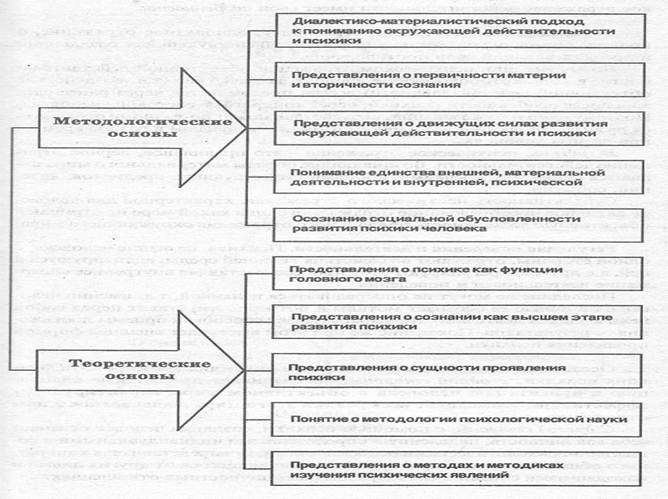 Диалектико-материалистический подход
к пониманию окружающей действительности
и психики
Представления о первичности материи
и вторичности сознания
Методологические
основы
Представления о движущих силах развития
окружающей действительности и психики
Понимание единства внешней, материальной
деятельности и внутренней, психической
Осознание социальной обусловленности
развития психики человека
Представления о психике как функции
головного мозга
Представления о сознании как высшем этапе
развития психики
Теоретические
основы
Представления о сущности проявления
психики
Понятие о методологии психологической науки
Представления о методах и методиках
изучения психических явлений